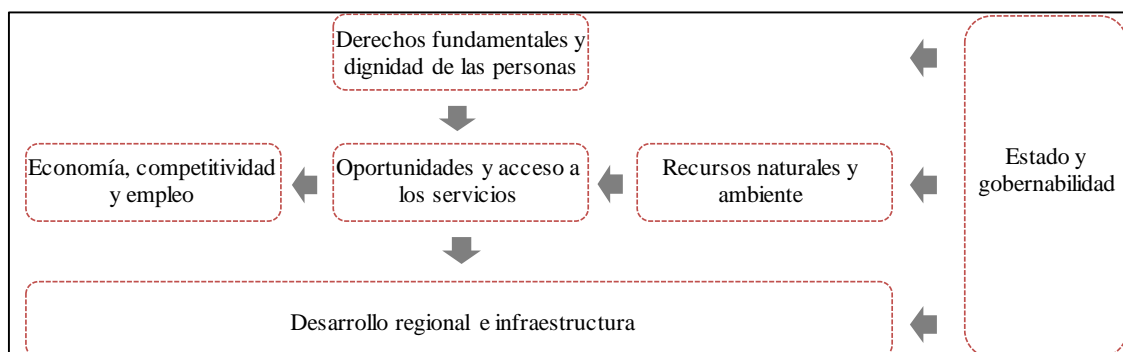 Derechos fundamentales y
dignidad de las personas
Economía, competitividad
y empleo
Oportunidades y acceso a
los servicios
Recursos naturales y
ambiente
Estado y
gobernabilidad
Desarrollo regional e infraestructura